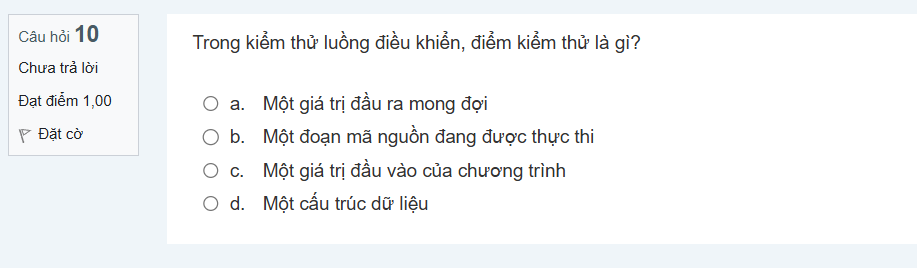 Câu hỏi 10
Chưa trả lời
Đạt điểm 1,00
Đặt cờ
Trong kiểm thử luồng điều khiển, điểm kiểm thử là gì?
a. Một giá trị đầu ra mong đợi
b. Một đoạn mã nguồn đang được thực thi
c. Một giá trị đầu vào của chương trình
d. Một cấu trúc dữ liệu